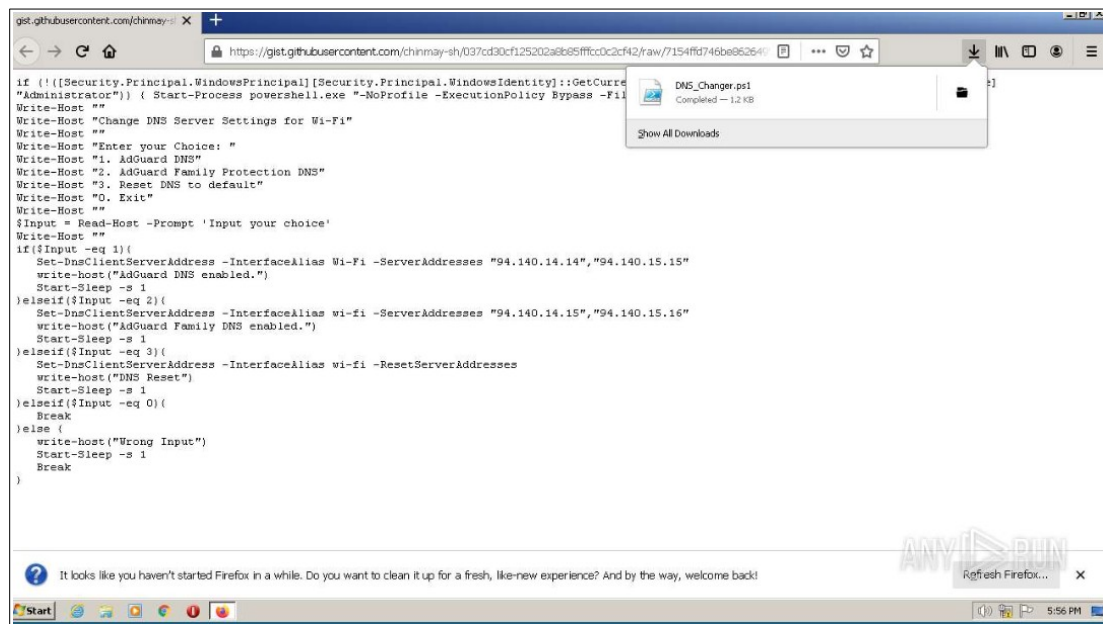 gist.githubusercontent.com/chinmay-sh
https://gist.githubusercontent.com/chinmay-sh/037cd30cf125202a8b85fffcc0c2cf42/raw/7154ffd746be862649
if (!([Security.Principal.WindowsPrincipal][Security.Principal.WindowsIdentity]::GetCurre
"Administrator")) { Start-Process powershell.exe "-NoProfile -ExecutionPolicy Bypass -Fil
Write-Host ""
Write-Host "Change DNS Server Settings for Wi-Fi"
Write-Host ""
Write-Host "Enter your Choice: "
Write-Host "1. AdGuard DNS"
Write-Host "2. AdGuard Family Protection DNS"
Write-Host "3. Reset DNS to default"
Write-Host "0. Exit"
Write-Host ""
$Input = Read-Host -Prompt 'Input your choice'
Write-Host ""
if($Input -eq 1){
Set-DnsClientServerAddress -InterfaceAlias Wi-Fi -ServerAddresses "94.140.14.14","94.140.15.15"
write-host("AdGuard DNS enabled.")
Start-Sleep -s 1
}elseif($Input -eq 2){
Set-DnsClientServerAddress -InterfaceAlias wi-fi -ServerAddresses "94.140.14.15","94.140.15.16"
write-host("AdGuard Family DNS enabled.")
Start-Sleep -s 1
}elseif($Input -eq 3){
Set-DnsClientServerAddress -InterfaceAlias wi-fi -ResetServerAddresses
write-host("DNS Reset")
Start-Sleep -s 1
}elseif($Input -eq 0){
Break
}else {
write-host("Wrong Input")
Start-Sleep -s 1
Break
}
DNS_Changer.ps1
Completed — 1.2 KB
Show All Downloads
ANY RUN
It looks like you haven't started Firefox in a while. Do you want to clean it up for a fresh, like-new experience? And by the way, welcome back!
Refresh Firefox...
Start
5:56 PM